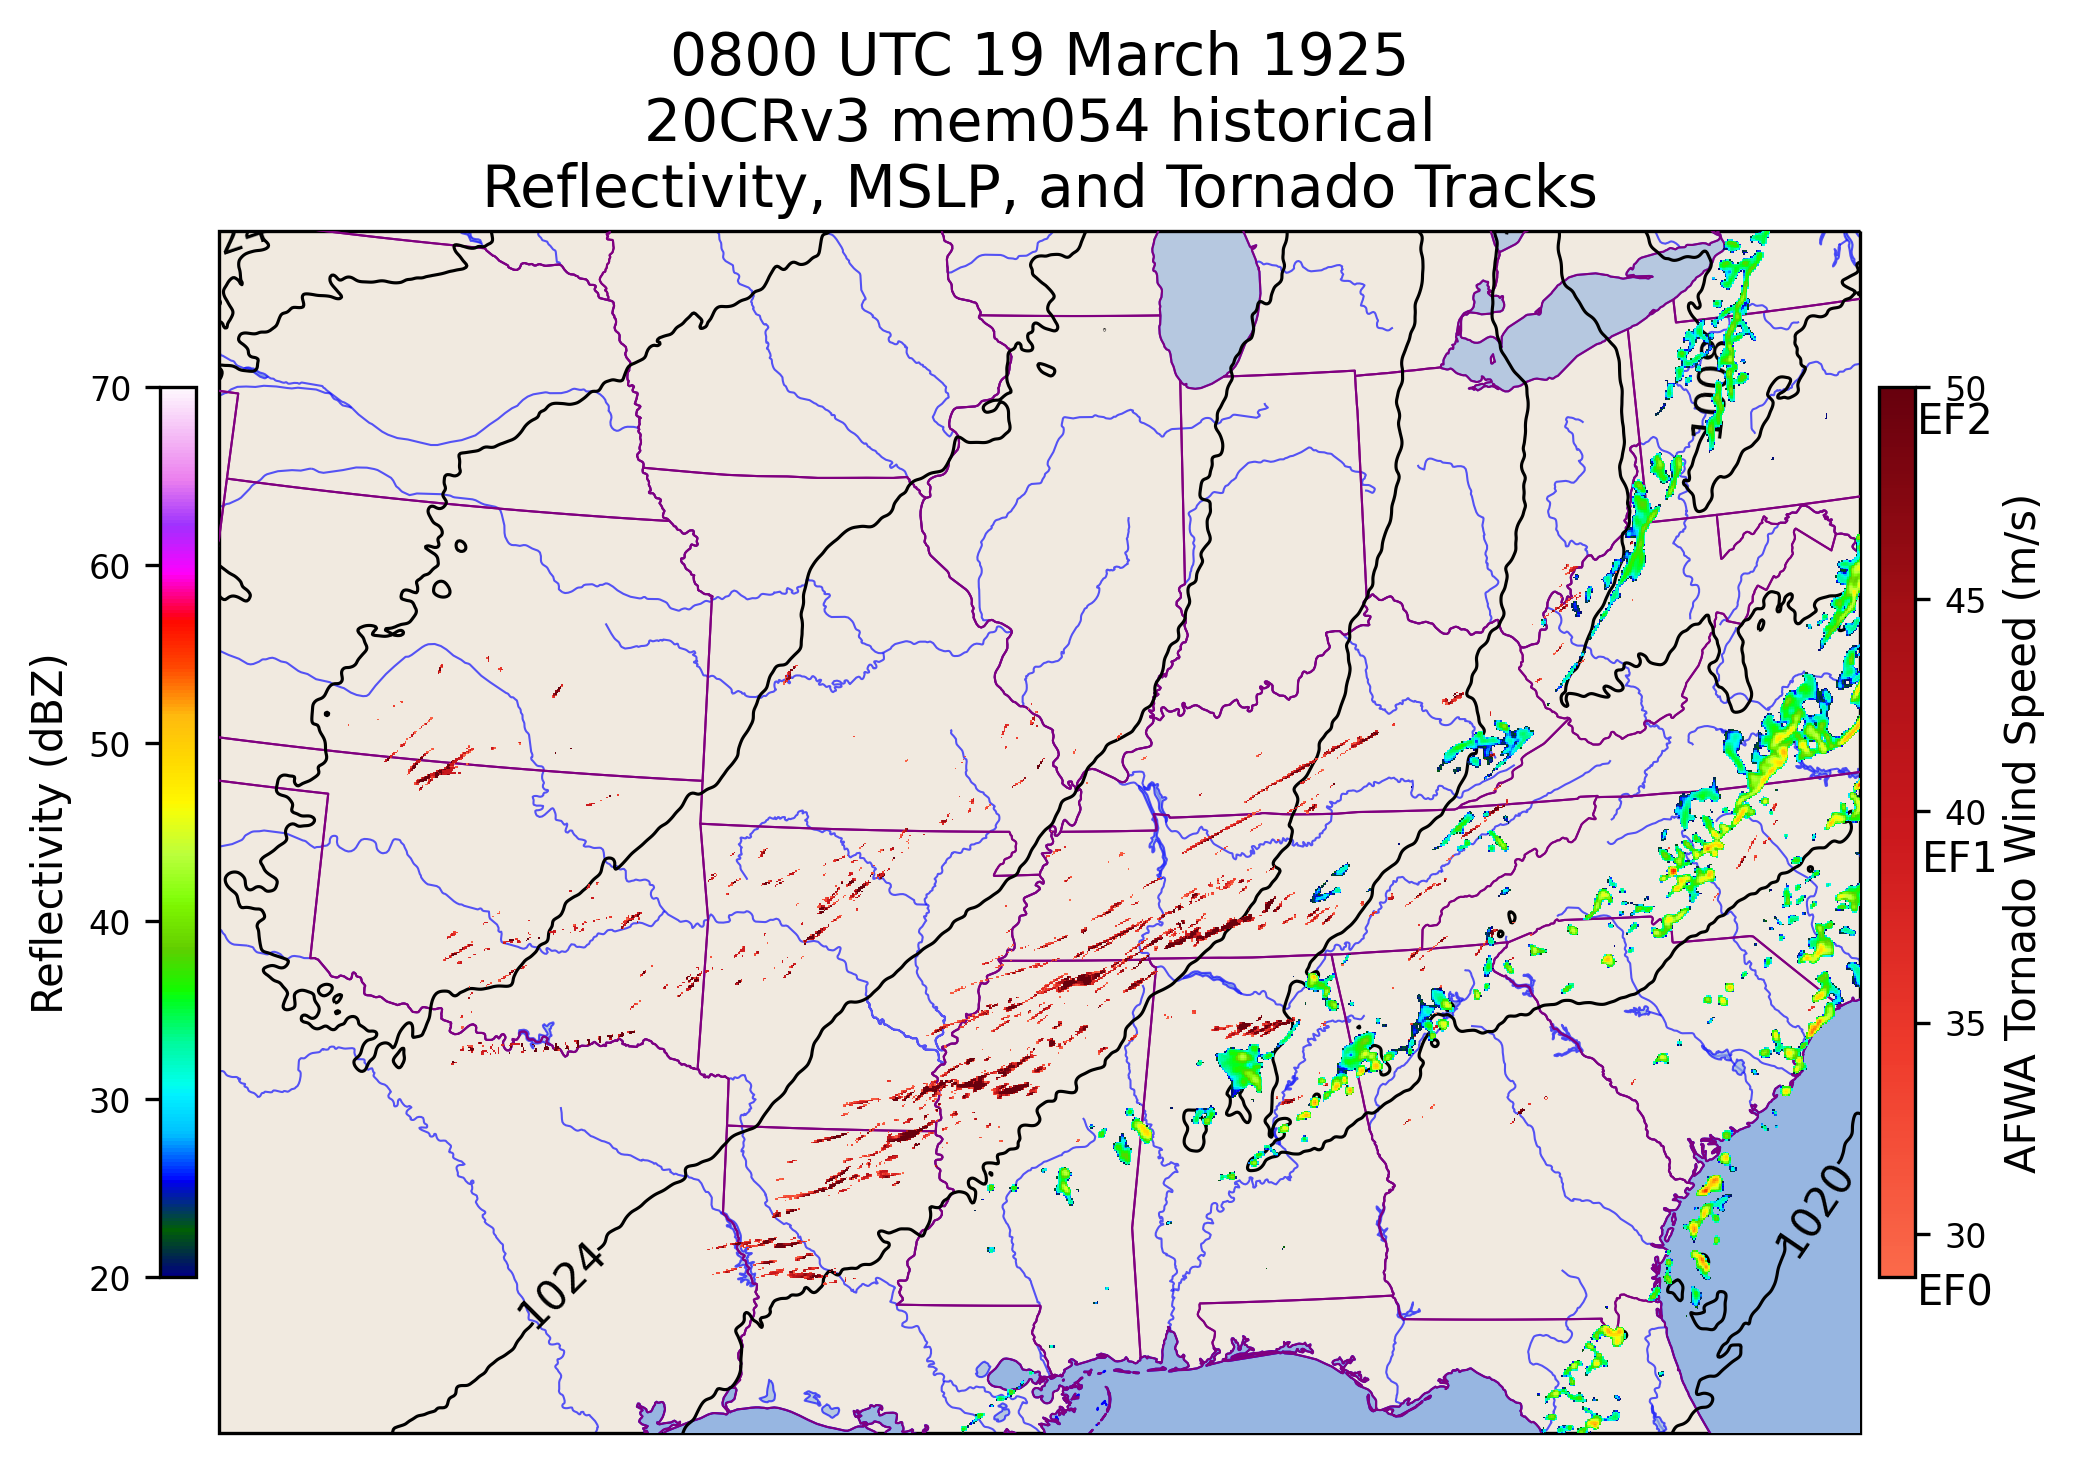 0800 UTC 19 March 1925
20CRv3 mem054 historical
Reflectivity, MSLP, and Tornado Tracks
Reflectivity (dBZ)
70
60
50
40
30
20
1008
1024
1020
50
EF2
45
40
EF1
35
30
EF0
AFWA Tornado Wind Speed (m/s)